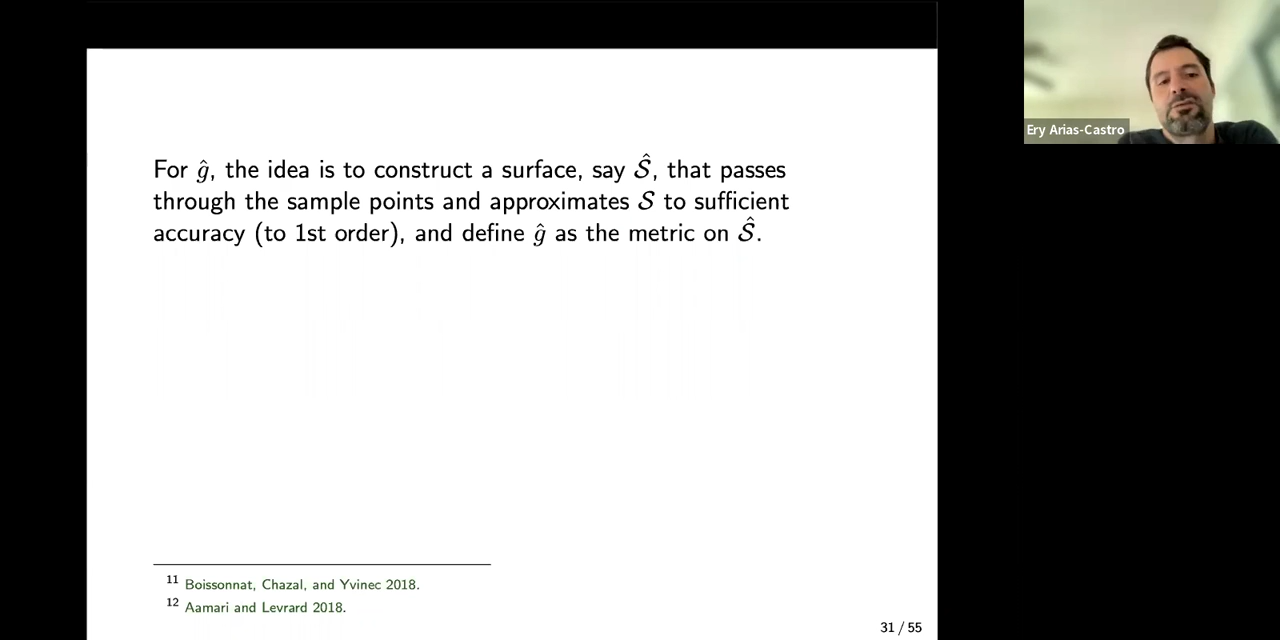 For ĝ, the idea is to construct a surface, say 𝒮̂, that passes
through the sample points and approximates 𝒮 to sufficient
accuracy (to 1st order), and define ĝ as the metric on 𝒮̂.
11 Boissonnat, Chazal, and Yvinec 2018.
12 Aamari and Levrard 2018.
31 / 55
Ery Arias-Castro